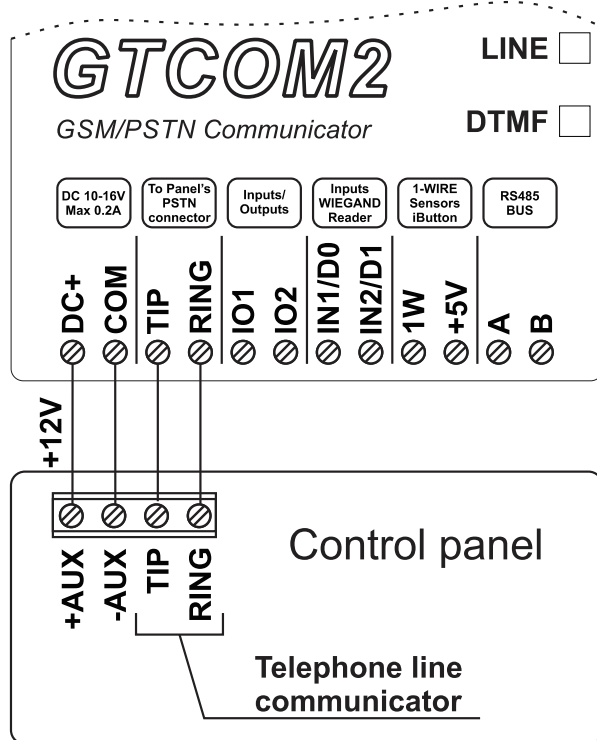 GTCOM2
LINE
GSM/PSTN Communicator
DTMF
DC 10-16V
Max 0.2A
To Panel's
PSTN
connector
Inputs/
Outputs
Inputs
WIEGAND
Reader
1-WIRE
Sensors
iButton
RS485
BUS
DC+
COM
TIP
RING
IO1
IO2
IN1/D0
IN2/D1
1W
+5V
A
B
+12V
Control panel
+AUX
-AUX
TIP
RING
Telephone line
communicator